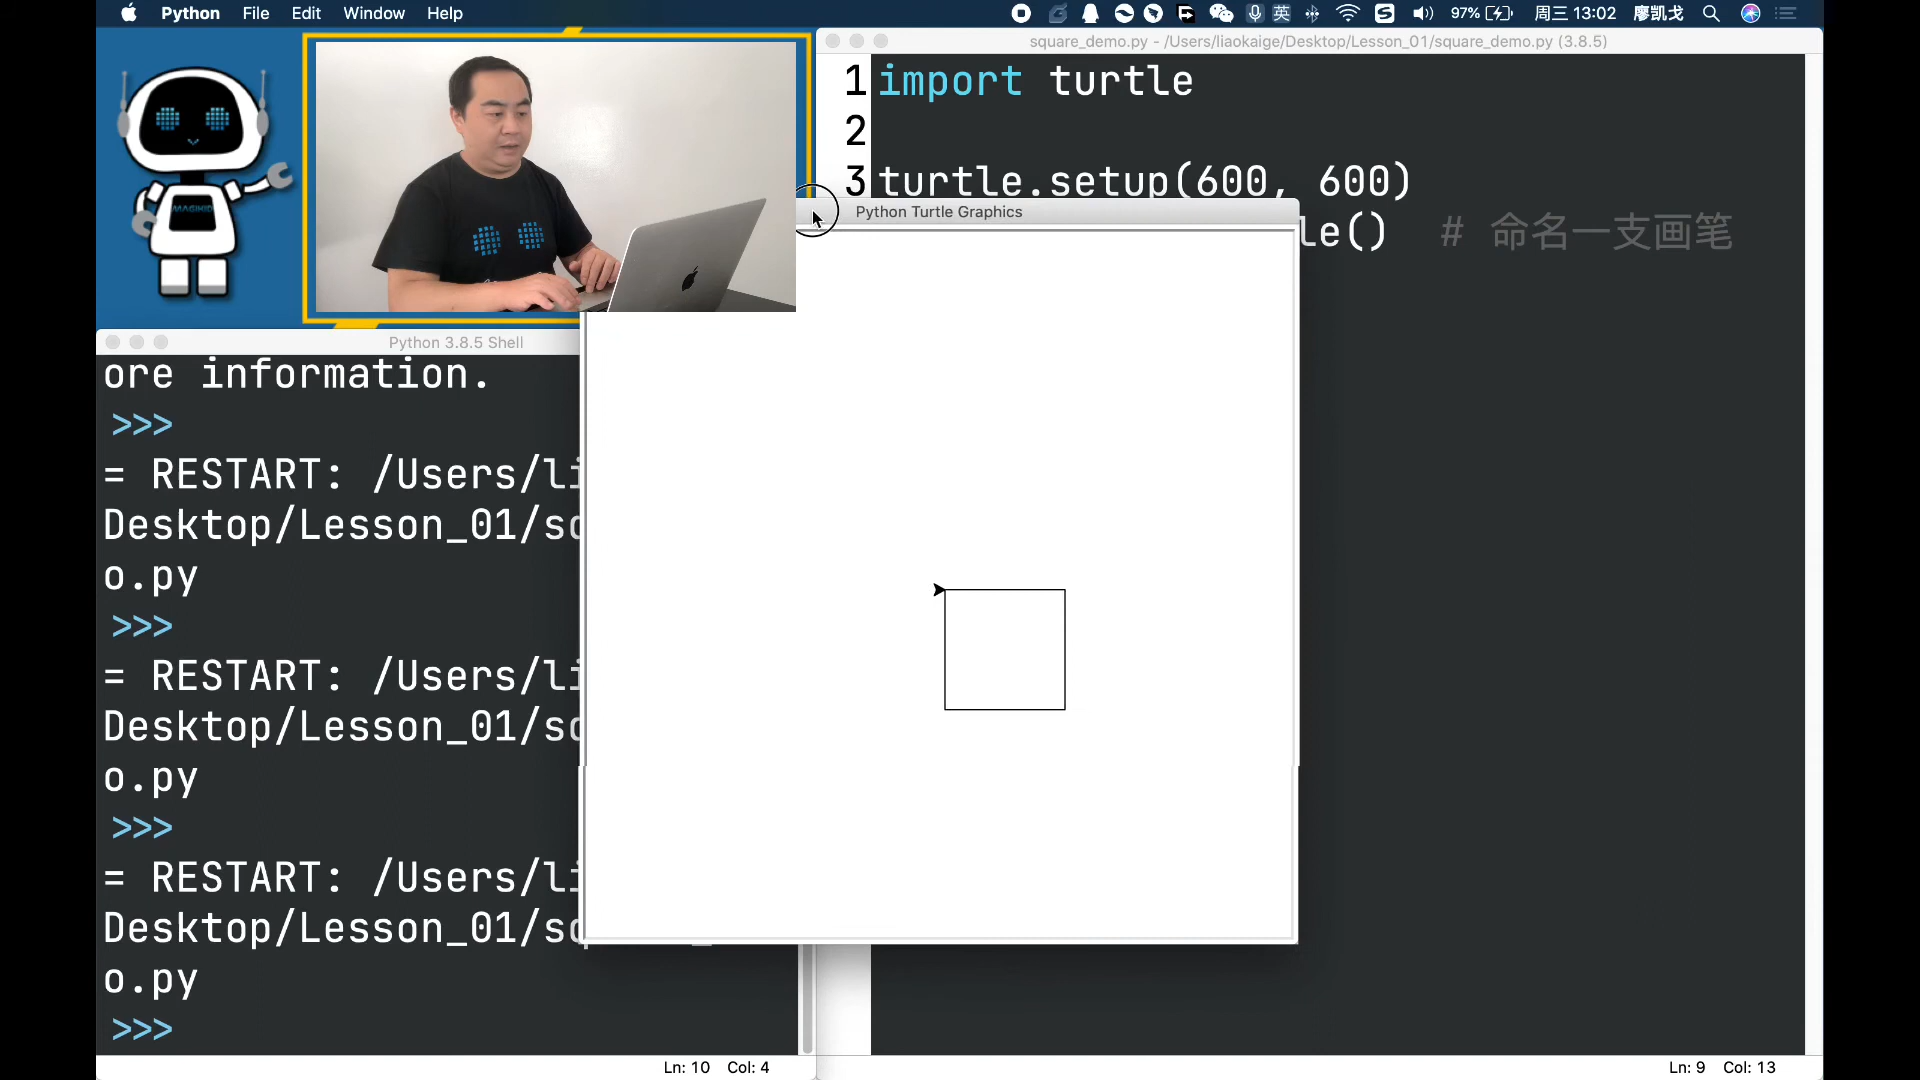 Python File Edit Window Help
97% 周三 13:02 廖凯戈
英
S
square_demo.py - /Users/liaokaige/Desktop/Lesson_01/square_demo.py (3.8.5)
MAGIKID
1 import turtle
2
3 turtle.setup(600, 600)
le() # 命名一支画笔
Python Turtle Graphics
Python 3.8.5 Shell
ore information.
>>>
= RESTART: /Users/li
Desktop/Lesson_01/sq
o.py
>>>
= RESTART: /Users/li
Desktop/Lesson_01/sq
o.py
>>>
= RESTART: /Users/li
Desktop/Lesson_01/sq
o.py
>>>
Ln: 10 Col: 4
Ln: 9 Col: 13